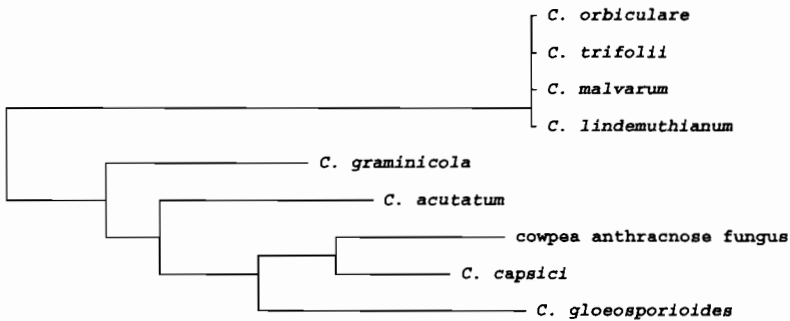 C. orbiculare
C. trifolii
C. malvarum
C. lindemuthianum
C. graminicola
C. acutatum
cowpea anthracnose fungus
C. capsici
C. gloeosporioides